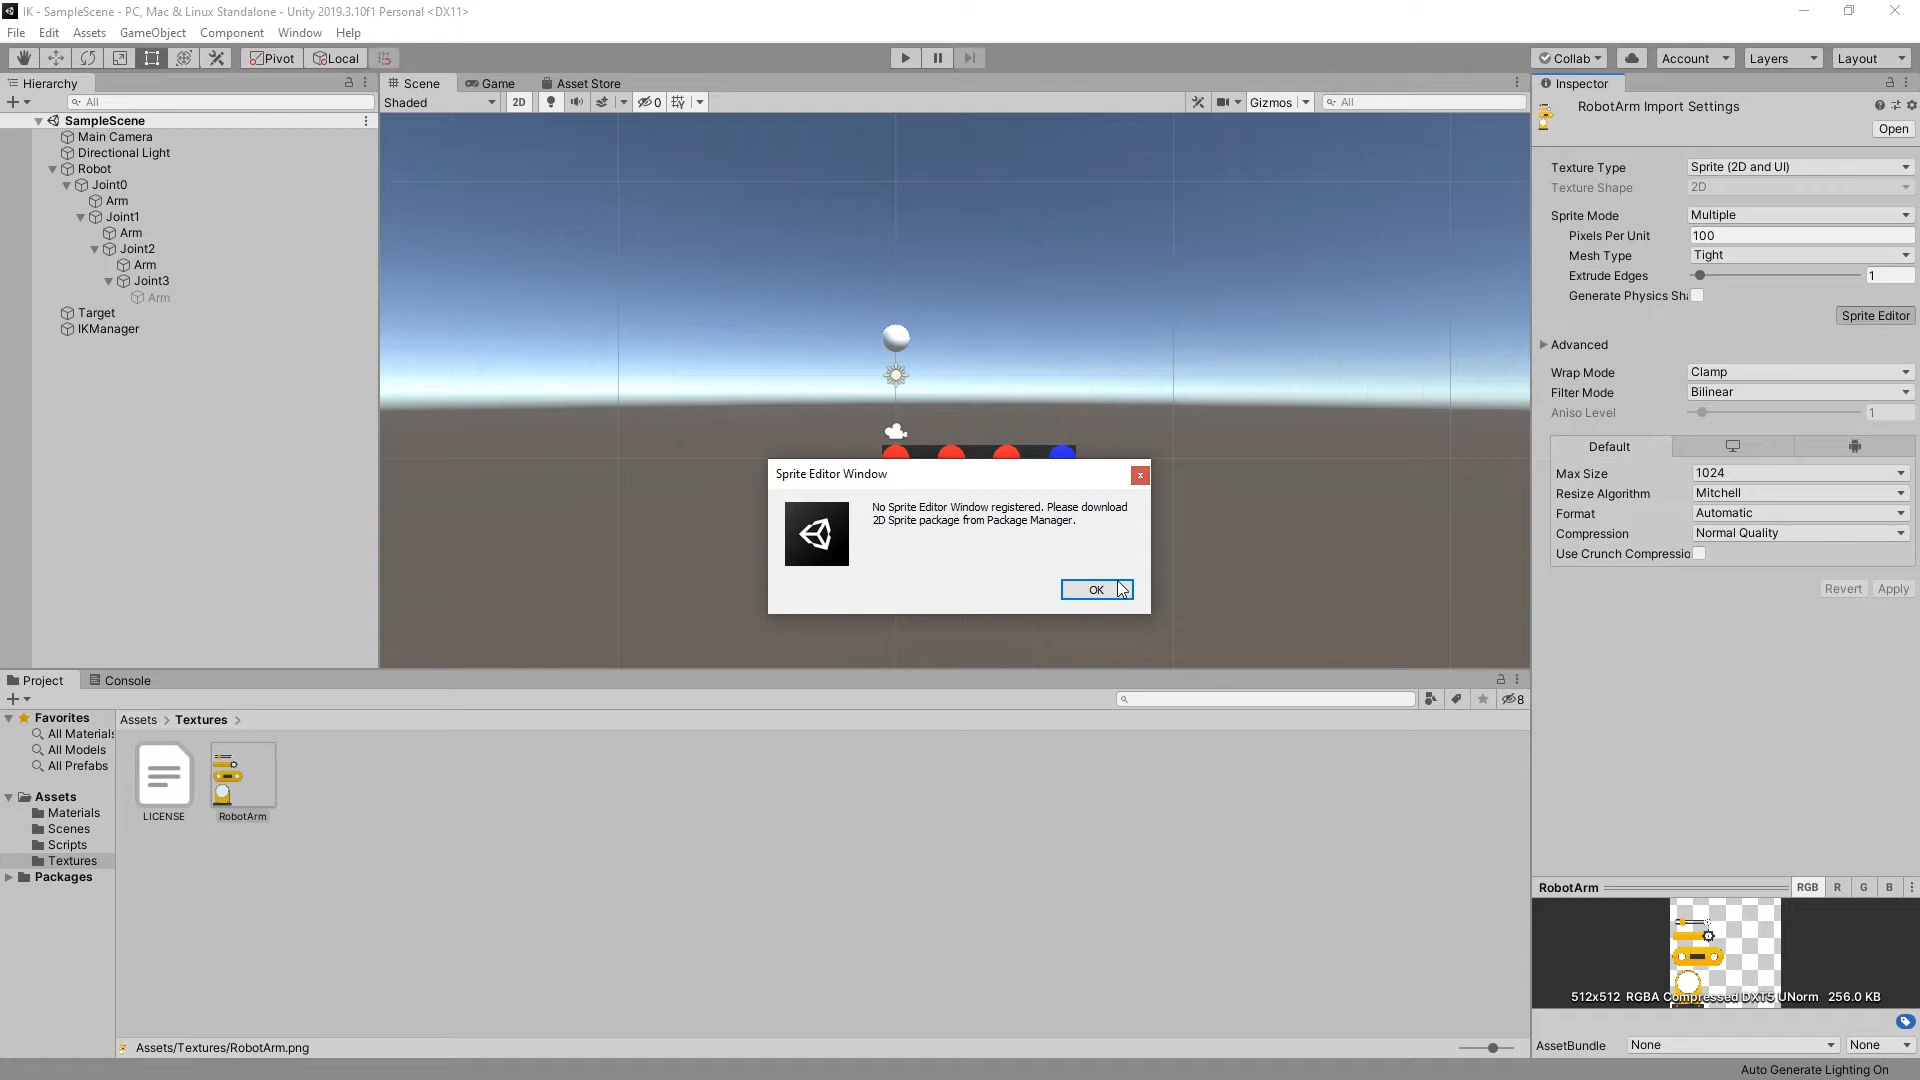 IK - SampleScene - PC, Mac & Linux Standalone - Unity 2019.3.10f1 Personal <DX11>
File Edit Assets GameObject Component Window Help
Pivot Local Collab Account Layers Layout
Hierarchy
All
SampleScene
Main Camera
Directional Light
Robot
Joint0
Arm
Joint1
Arm
Joint2
Arm
Joint3
Arm
Target
IKManager
Scene Game Asset Store
Shaded 2D 0 Gizmos All
Sprite Editor Window
x
No Sprite Editor Window registered. Please download
2D Sprite package from Package Manager.
OK
Inspector
RobotArm Import Settings
Open
Texture Type Sprite (2D and UI)
Texture Shape 2D
Sprite Mode Multiple
Pixels Per Unit 100
Mesh Type Tight
Extrude Edges 1
Generate Physics Sh
Sprite Editor
Advanced
Wrap Mode Clamp
Filter Mode Bilinear
Aniso Level 1
Default
Max Size 1024
Resize Algorithm Mitchell
Format Automatic
Compression Normal Quality
Use Crunch Compressio
Revert Apply
Project Console
8
Favorites
All Materials
All Models
All Prefabs
Assets
Materials
Scenes
Scripts
Textures
Packages
Assets > Textures >
LICENSE
RobotArm
Assets/Textures/RobotArm.png
RobotArm RGB R G B
512x512 RGBA Compressed DXT5 UNorm 256.0 KB
AssetBundle None None
Auto Generate Lighting On